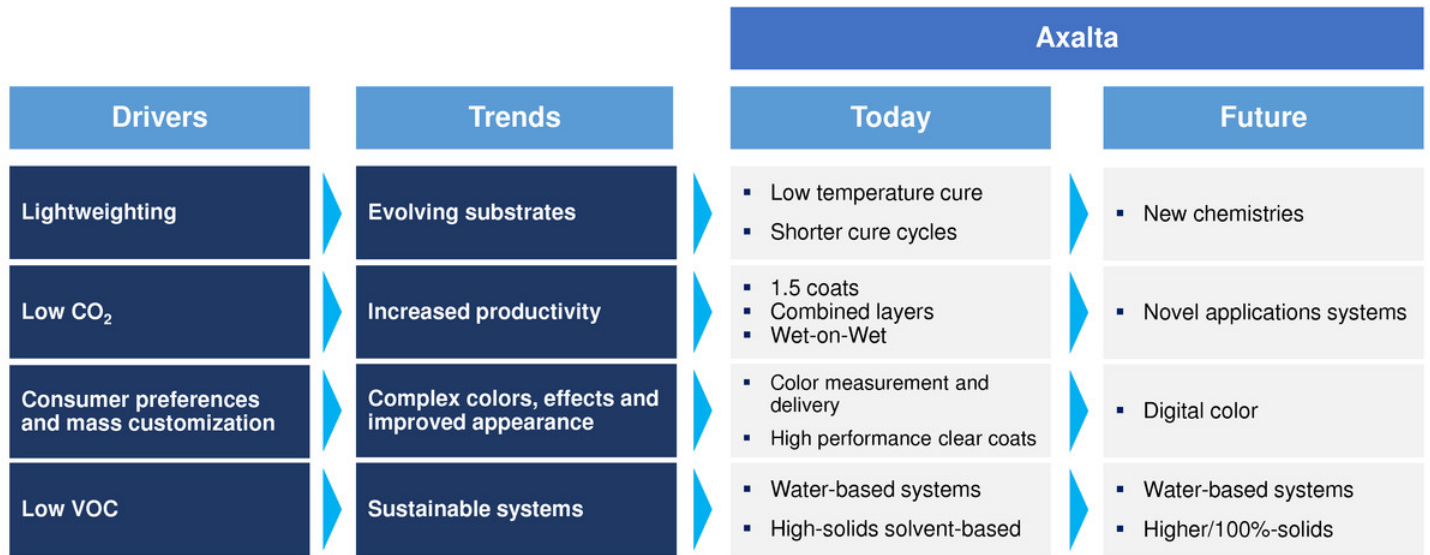 Axalta
Drivers
Trends
Today
Future
Lightweighting
Evolving substrates
▪ Low temperature cure
▪ Shorter cure cycles
▪ New chemistries
Low CO₂
Increased productivity
▪ 1.5 coats
▪ Combined layers
▪ Wet-on-Wet
▪ Novel applications systems
Consumer preferences
and mass customization
Complex colors, effects and
improved appearance
▪ Color measurement and
delivery
▪ High performance clear coats
▪ Digital color
Low VOC
Sustainable systems
▪ Water-based systems
▪ High-solids solvent-based
▪ Water-based systems
▪ Higher/100%-solids